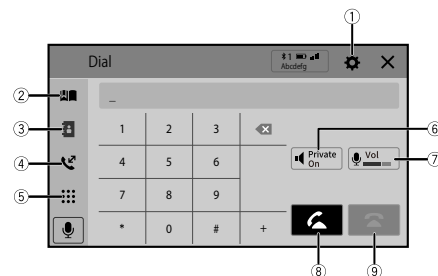 ①
Dial
1
Abcdefg
②
_
③
1 2 3
⑥
Private
On
Vol
④
4 5 6
⑦
⑤
7 8 9
* 0 # +
⑧ ⑨